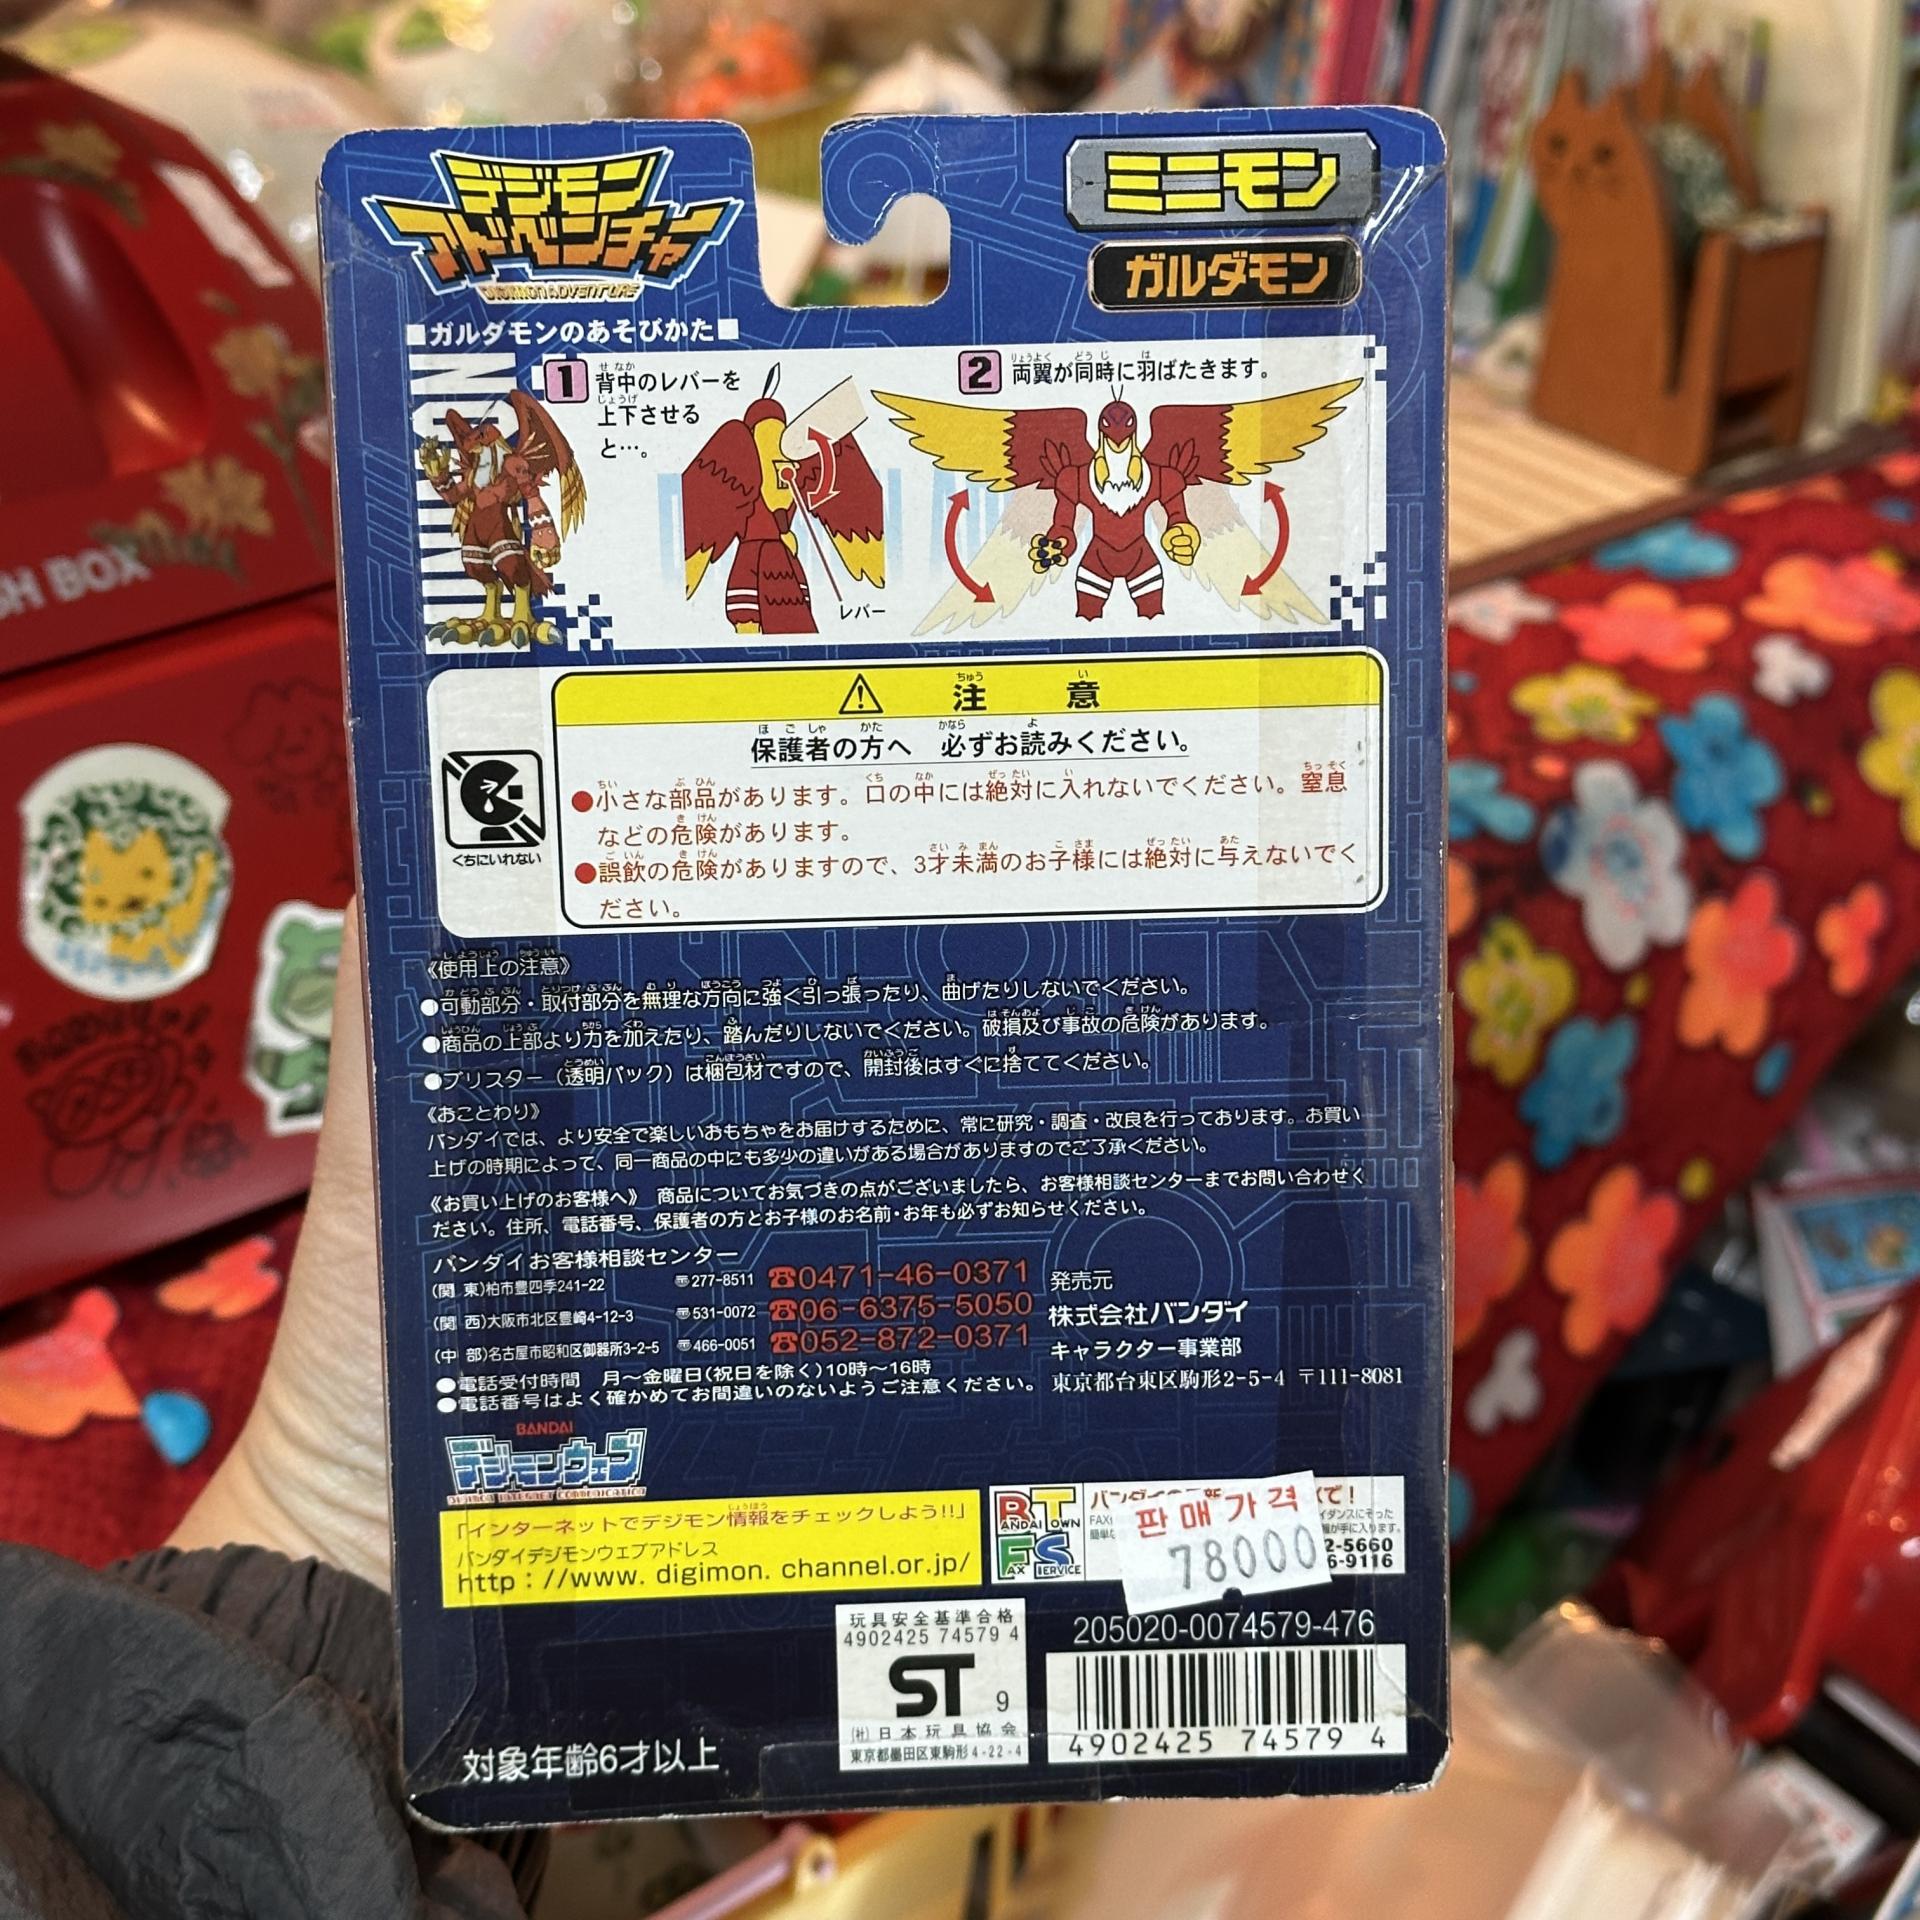 デジモン
アドベンチャー
DIGIMON ADVENTURE
ミニモン
ガルダモン
■ガルダモンのあそびかた■
1 背中のレバーを
上下させる
と…。
レバー
2 両翼が同時に羽ばたきます。
注意
保護者の方へ 必ずお読みください。
●小さな部品があります。口の中には絶対に入れないでください。窒息
などの危険があります。
●誤飲の危険がありますので、3才未満のお子様には絶対に与えないでく
ださい。
くちにいれない
《使用上の注意》
●可動部分・取付部分を無理な方向に強く引っ張ったり、曲げたりしないでください。
●商品の上部より力を加えたり、踏んだりしないでください。破損及び事故の危険があります。
●ブリスター（透明パック）は梱包材ですので、開封後はすぐに捨ててください。
《おことわり》
バンダイでは、より安全で楽しいおもちゃをお届けするために、常に研究・調査・改良を行っております。お買い
上げの時期によって、同一商品の中にも多少の違いがある場合がありますのでご了承ください。
《お買い上げのお客様へ》 商品についてお気づきの点がございましたら、お客様相談センターまでお問い合わせく
ださい。住所、電話番号、保護者の方とお子様のお名前・お年も必ずお知らせください。
バンダイお客様相談センター
(関 東)柏市豊四季241-22 〒277-8511 ☎0471-46-0371
(関 西)大阪市北区豊崎4-12-3 〒531-0072 ☎06-6375-5050
(中 部)名古屋市昭和区御器所3-2-5 〒466-0051 ☎052-872-0371
●電話受付時間 月〜金曜日(祝日を除く)10時〜16時
●電話番号はよく確かめてお間違いのないようご注意ください。
発売元
株式会社バンダイ
キャラクター事業部
東京都台東区駒形2-5-4 〒111-8081
BANDAI
デジモンウェブ
DIGIMON INTERNET COMMUNICATION
「インターネットでデジモン情報をチェックしよう!!」
バンダイデジモンウェブアドレス
http：//www. digimon. channel.or.jp/
BANDAI TOWN
FAX SERVICE
판매가격
78000
2-5660
6-9116
玩具安全基準合格
4902425 74579 4
ST 9
(社)日本玩具協会
東京都墨田区東駒形4-22-4
205020-0074579-476
4902425 74579 4
対象年齢6才以上
SH BOX